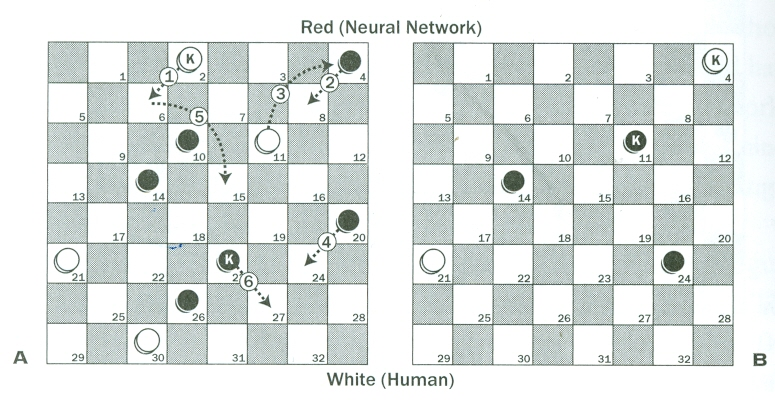 Red (Neural Network)
K
1 2 3 4
1 2
3
5 6 7 8
5
9 10 11 12
13 14 15 16
17 18 19 20
4
K
21 22 24
6
25 26 27 28
29 30 31 32
A
K
1 2 3 4
5 6 7 8
K
9 10 11 12
13 14 15 16
17 18 19 20
21 22 23 24
25 26 27 28
29 30 31 32
B
White (Human)